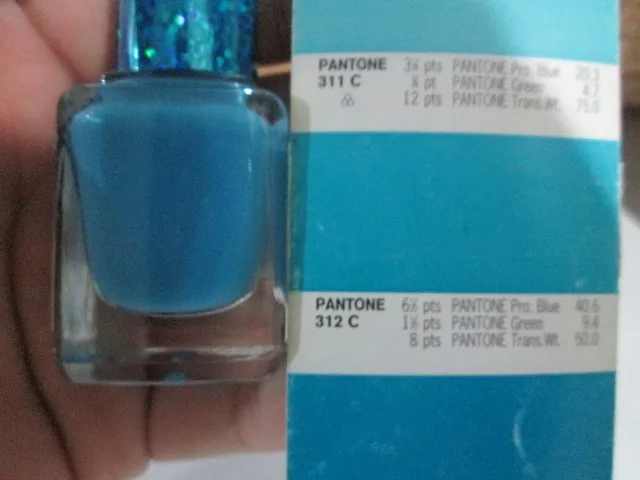 PANTONE 3¼ pts PANTONE Pro. Blue 20.3
311 C ¾ pt PANTONE Green 4.7
12 pts PANTONE Trans.Wt. 75.0
PANTONE 6½ pts PANTONE Pro. Blue 40.6
312 C 1½ pts PANTONE Green 9.4
8 pts PANTONE Trans.Wt. 50.0